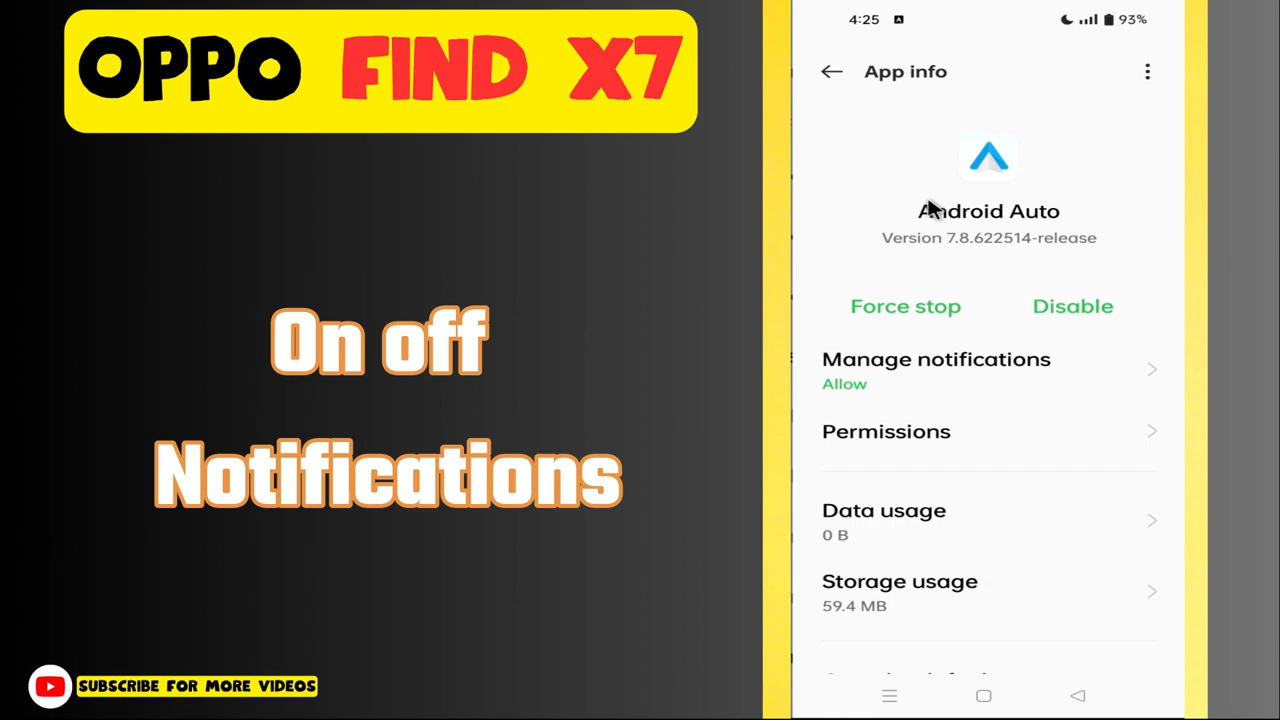 OPPO FIND X7
On off
Notifications
SUBSCRIBE FOR MORE VIDEOS
4:25
93%
App info
Android Auto
Version 7.8.622514-release
Force stop Disable
Manage notifications
Allow
Permissions
Data usage
0 B
Storage usage
59.4 MB